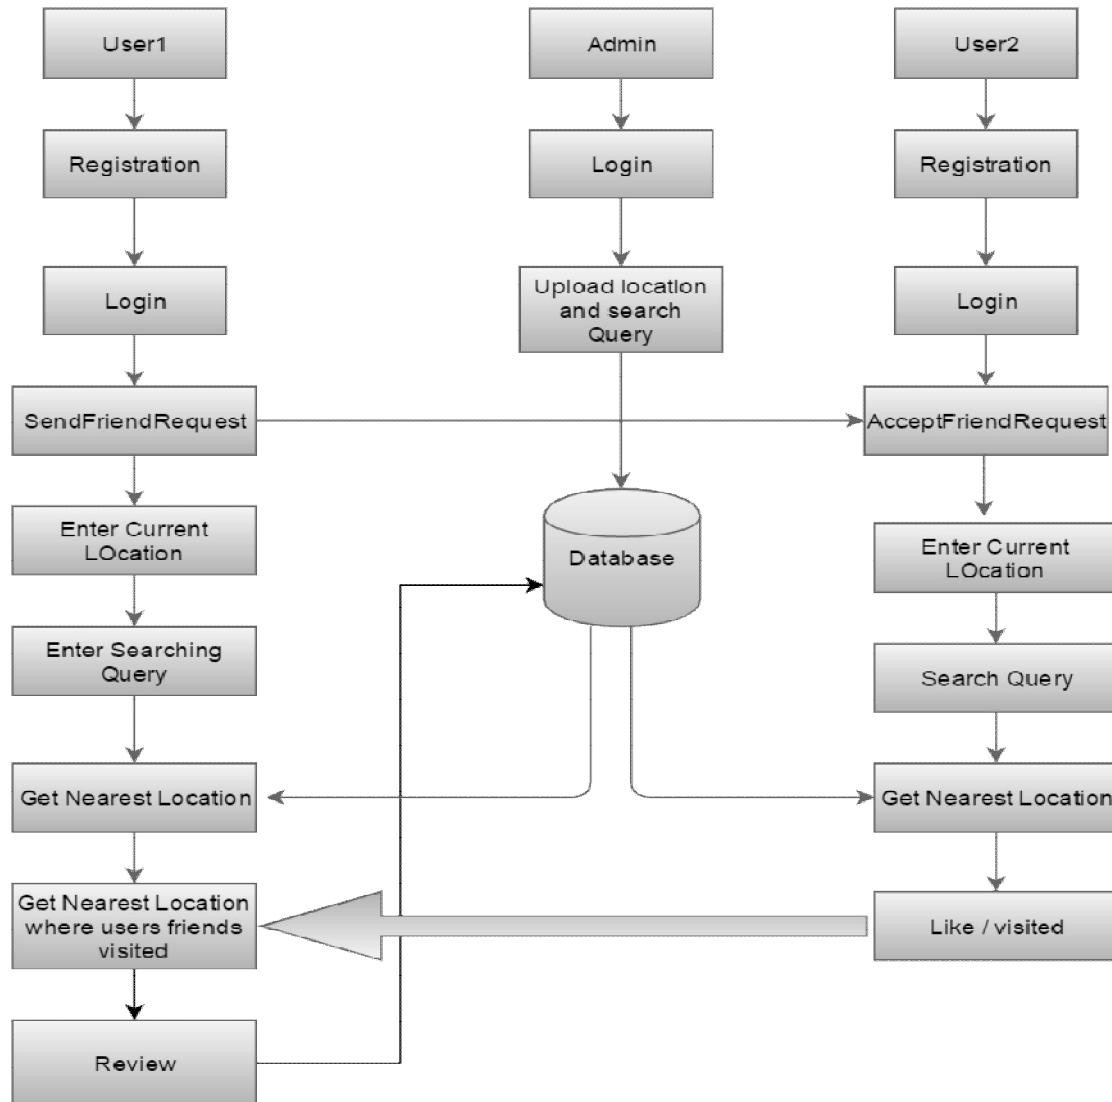 User1
Admin
User2
Registration
Login
Registration
Login
Upload location
and search
Query
Login
SendFriendRequest
AcceptFriendRequest
Enter Current
LOcation
Database
Enter Current
LOcation
Enter Searching
Query
Search Query
Get Nearest Location
Get Nearest Location
Get Nearest Location
where users friends
visited
Like / visited
Review